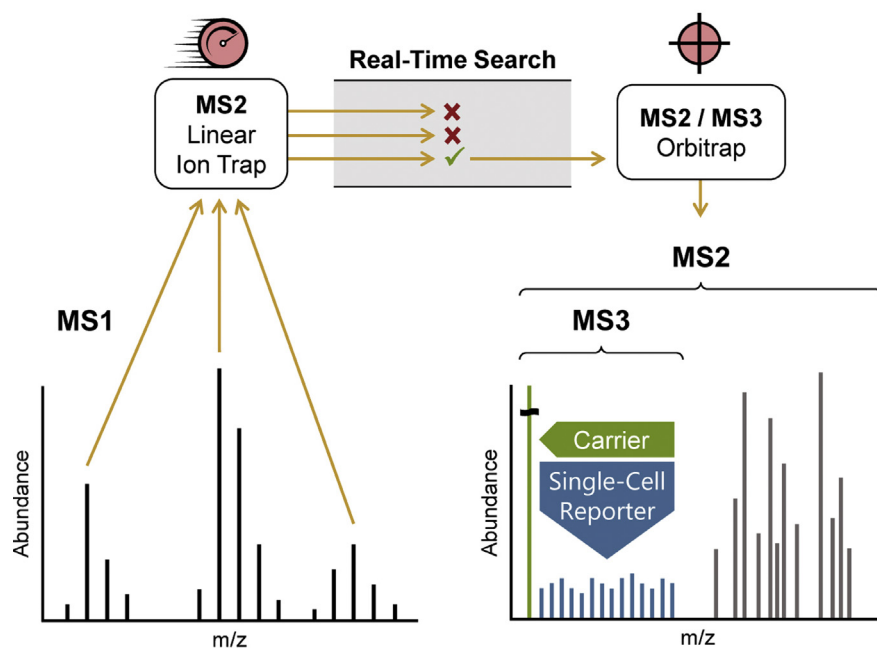 Real-Time Search
MS2
Linear
Ion Trap
MS2 / MS3
Orbitrap
MS1
Abundance
m/z
MS2
MS3
Carrier
Single-Cell
Reporter
Abundance
m/z